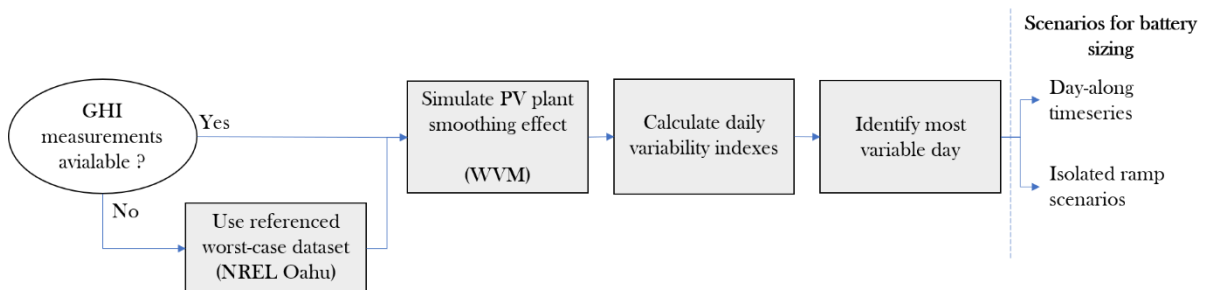 GHI
measurements
avialable ?
Yes
No
Use referenced
worst-case dataset
(NREL Oahu)
Simulate PV plant
smoothing effect
(WVM)
Calculate daily
variability indexes
Identify most
variable day
Scenarios for battery
sizing
Day-along
timeseries
Isolated ramp
scenarios